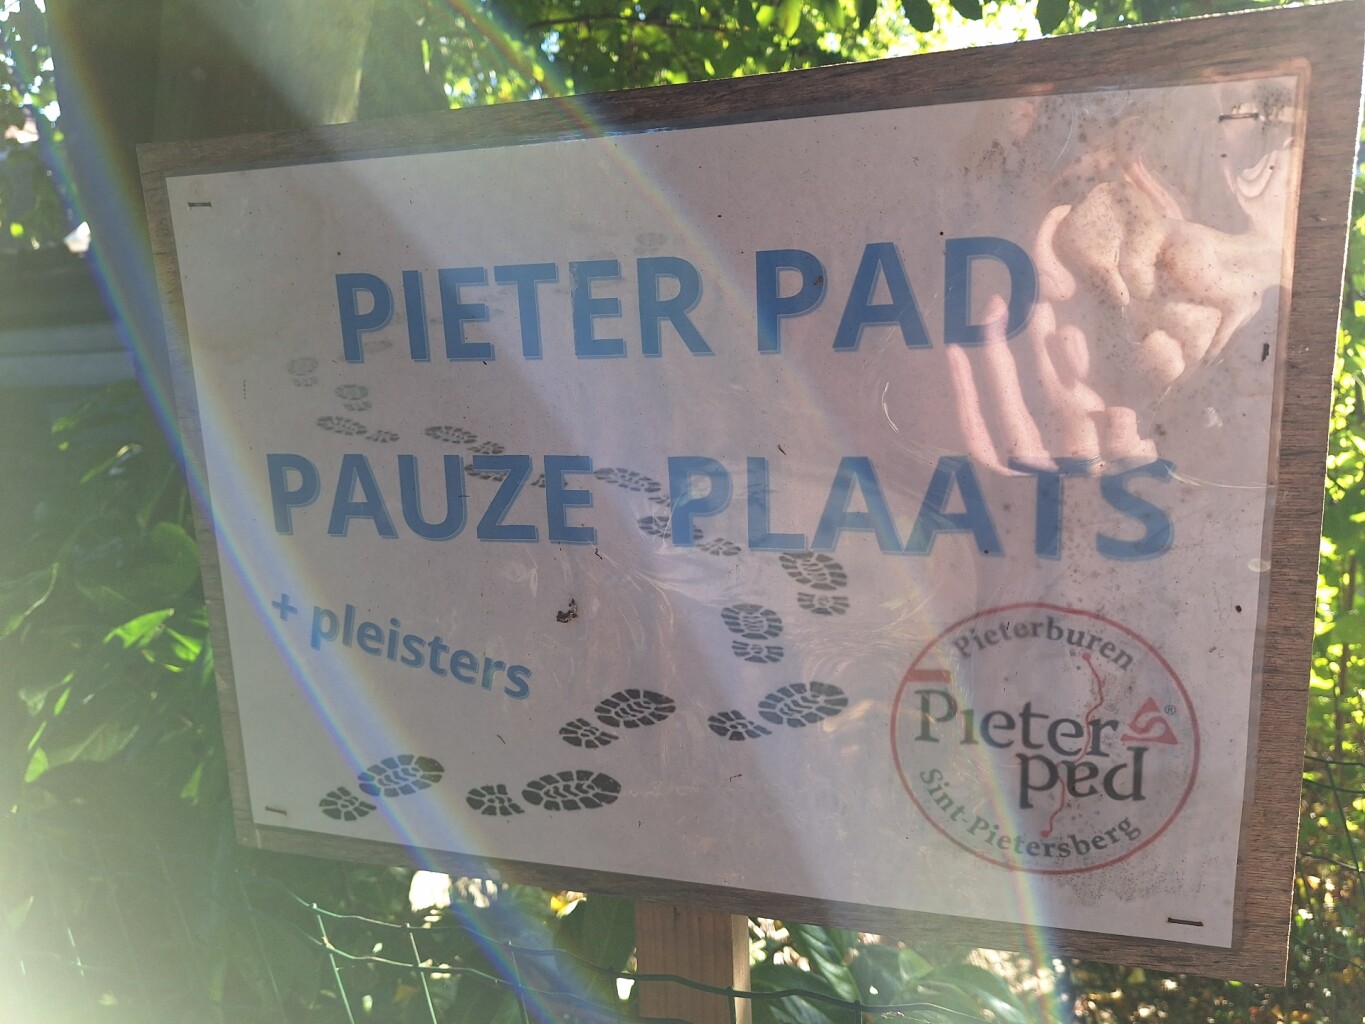 PIETER PAD
PAUZE PLAATS
+ pleisters
Pieterburen
Pieter
pad
®
Sint-Pietersberg